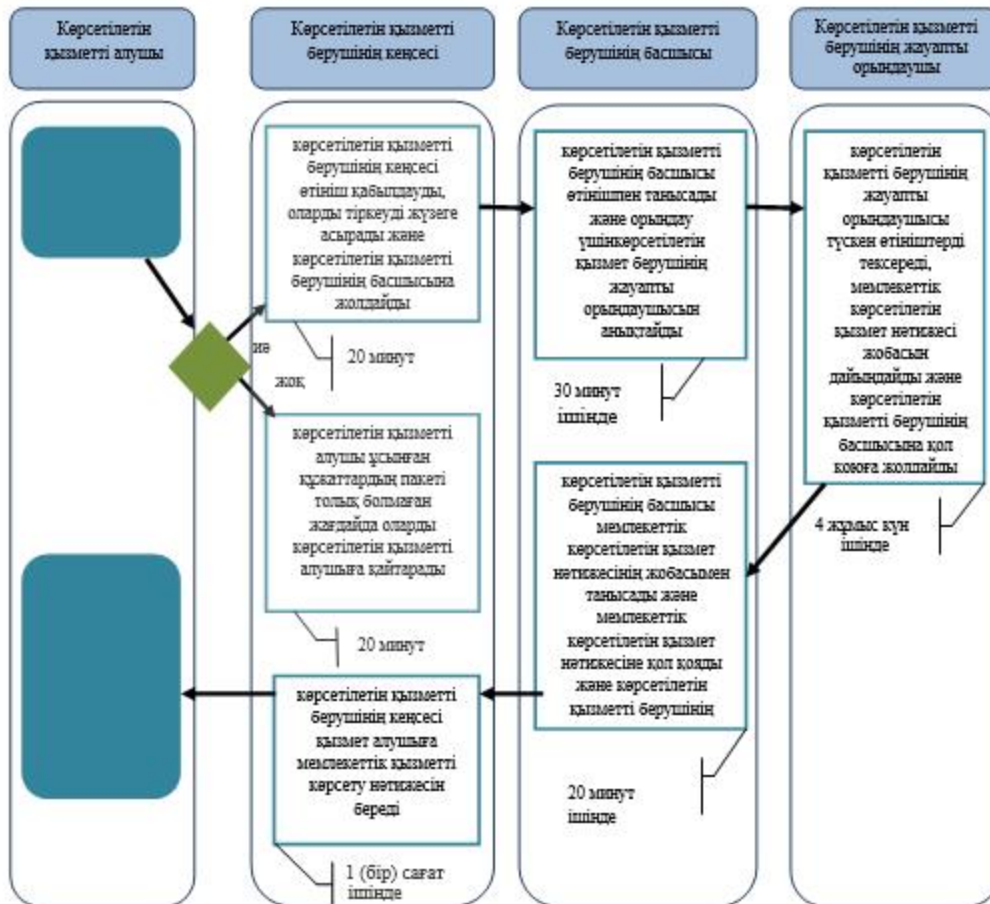 Көрсетілетін
қызметті алушы
Көрсетілетін қызметті
берушінің кеңсесі
Көрсетілетін қызметті
берушінің басшысы
Көрсетілетін қызметті
берушінің жауапты
орындаушы
көрсетілетін қызметті
берушінің кеңсесі
өтініш қабылдауды,
оларды тіркеуді жүзеге
асырады және
көрсетілетін қызметті
берушінің басшысына
жолдайды
20 минут
иә
жоқ
көрсетілетін қызметті
алушы ұсынған
құжаттардың пакеті
толық болмаған
жағдайда оларды
көрсетілетін қызметті
алушыға қайтарады
20 минут
көрсетілетін қызметті
берушінің кеңсесі
қызмет алушыға
мемлекеттік қызметті
көрсету нәтижесін
береді
1 (бір) сағат
ішінде
көрсетілетін қызметті
берушінің басшысы
өтінішпен танысады
және орындау
үшінкөрсетілетін
қызмет берушінің
жауапты
орындаушысын
анықтайды
30 минут
ішінде
көрсетілетін қызметті
берушінің басшысы
мемлекеттік
көрсетілетін қызмет
нәтижесінің жобасымен
танысады және
мемлекеттік
көрсетілетін қызмет
нәтижесіне қол қояды
және көрсетілетін
қызметті берушінің
20 минут
ішінде
көрсетілетін
қызметті берушінің
жауапты
орындаушысы
түскен өтініштерді
тексереді,
мемлекеттік
көрсетілетін
қызмет нәтижесі
жобасын
дайындайды және
көрсетілетін
қызметті берушінің
басшысына қол
қоюға жолдайды
4 жұмыс күн
ішінде